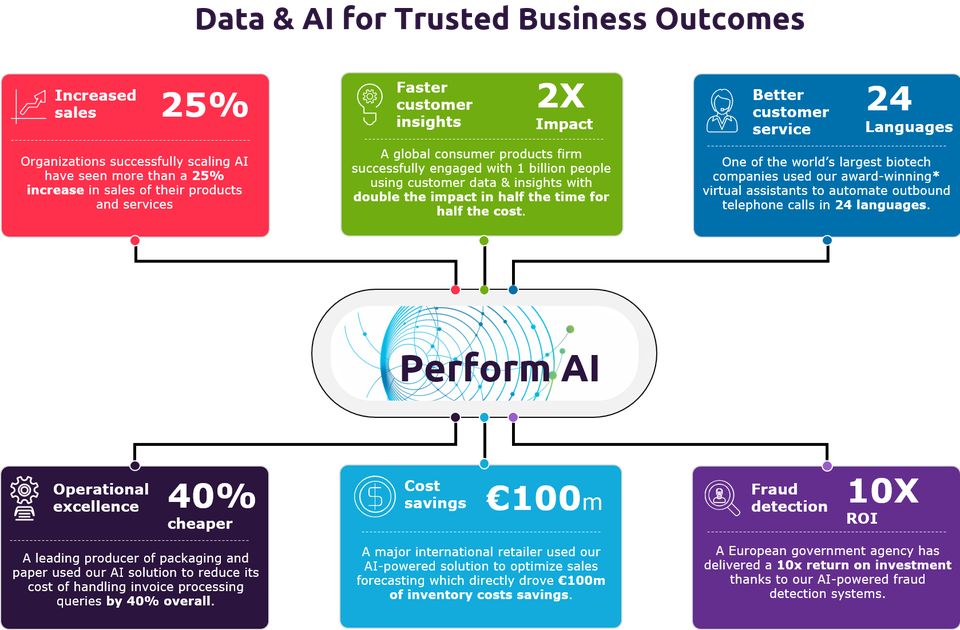 Data & AI for Trusted Business Outcomes
Increased
sales
25%
Organizations successfully scaling AI
have seen more than a 25%
increase in sales of their products
and services
Faster
customer
insights
2X
Impact
A global consumer products firm
successfully engaged with 1 billion people
using customer data & insights with
double the impact in half the time for
half the cost.
Better
customer
service
24
Languages
One of the world’s largest biotech
companies used our award-winning*
virtual assistants to automate outbound
telephone calls in 24 languages.
Perform AI
Operational
excellence
40%
cheaper
A leading producer of packaging and
paper used our AI solution to reduce its
cost of handling invoice processing
queries by 40% overall.
Cost
savings
€100m
A major international retailer used our
AI-powered solution to optimize sales
forecasting which directly drove €100m
of inventory costs savings.
Fraud
detection
10X
ROI
A European government agency has
delivered a 10x return on investment
thanks to our AI-powered fraud
detection systems.